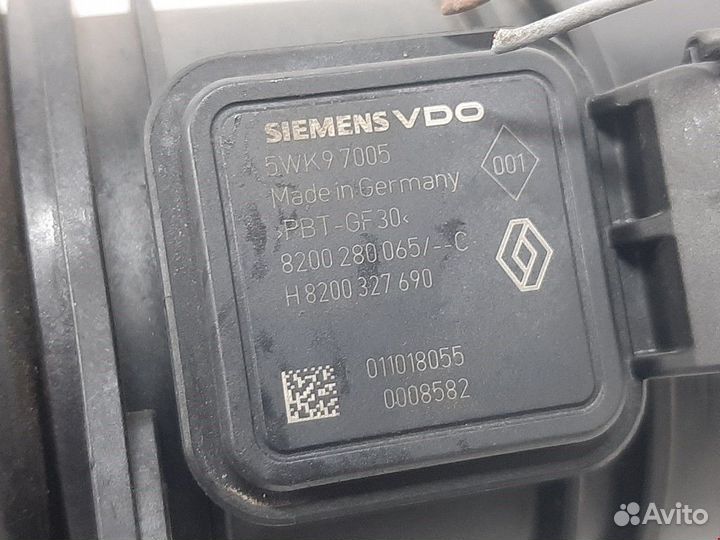 SIEMENS VDO
5WK9 7005
001
Made in Germany
>PBT-GF30<
8200 280 065/--C
H 8200 327 690
011018055
0008582
Avito